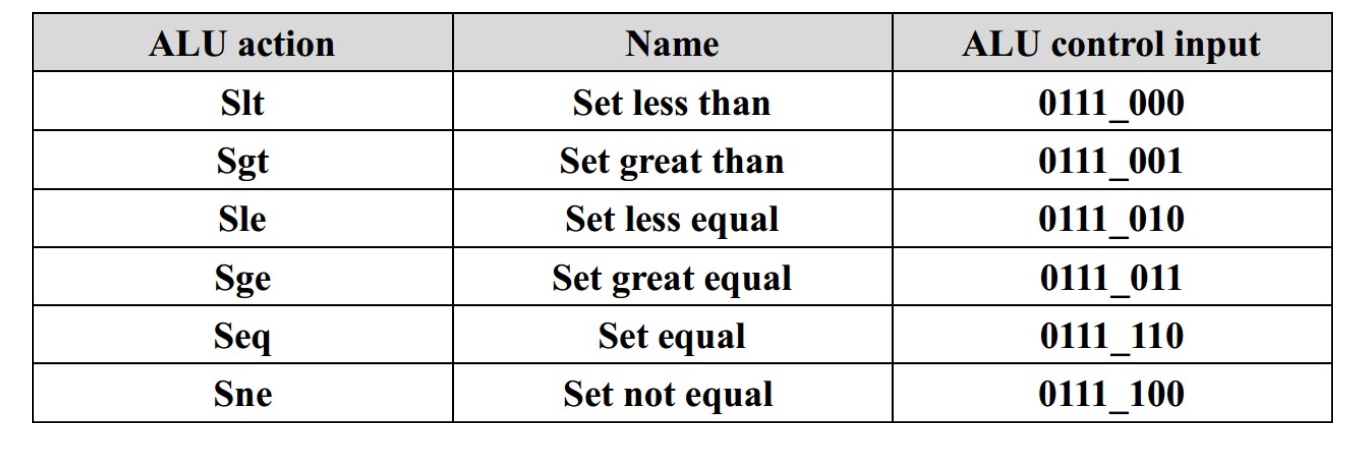 ALU action Name ALU control input
Slt Set less than 0111_000
Sgt Set great than 0111_001
Sle Set less equal 0111_010
Sge Set great equal 0111_011
Seq Set equal 0111_110
Sne Set not equal 0111_100